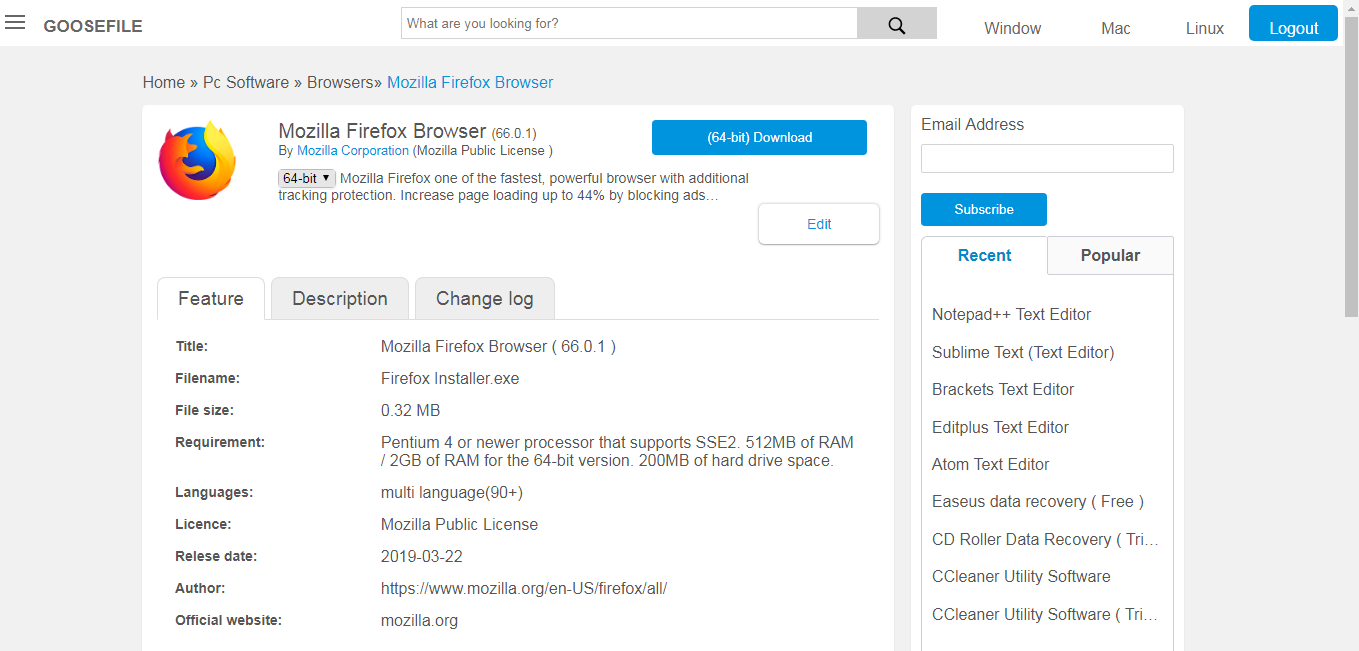 GOOSEFILE
What are you looking for?
Window
Mac
Linux
Logout
Home » Pc Software » Browsers» Mozilla Firefox Browser
Mozilla Firefox Browser (66.0.1)
By Mozilla Corporation (Mozilla Public License )
64-bit ▼ Mozilla Firefox one of the fastest, powerful browser with additional
tracking protection. Increase page loading up to 44% by blocking ads…
(64-bit) Download
Edit
Feature
Description
Change log
Title: Mozilla Firefox Browser ( 66.0.1 )
Filename: Firefox Installer.exe
File size: 0.32 MB
Requirement: Pentium 4 or newer processor that supports SSE2. 512MB of RAM
/ 2GB of RAM for the 64-bit version. 200MB of hard drive space.
Languages: multi language(90+)
Licence: Mozilla Public License
Relese date: 2019-03-22
Author: https://www.mozilla.org/en-US/firefox/all/
Official website: mozilla.org
Email Address
Subscribe
Recent
Popular
Notepad++ Text Editor
Sublime Text (Text Editor)
Brackets Text Editor
Editplus Text Editor
Atom Text Editor
Easeus data recovery ( Free )
CD Roller Data Recovery ( Tri…
CCleaner Utility Software
CCleaner Utility Software ( Tri…